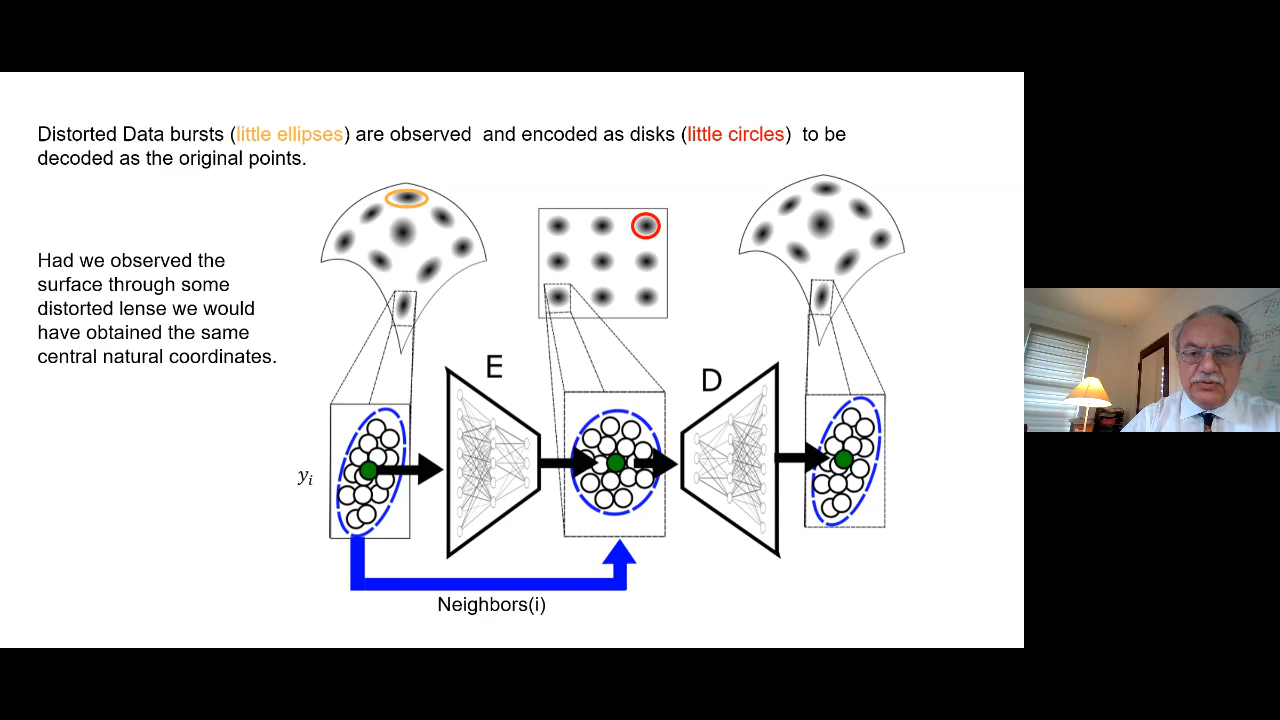 Distorted Data bursts (little ellipses) are observed and encoded as disks (little circles) to be
decoded as the original points.
Had we observed the
surface through some
distorted lense we would
have obtained the same
central natural coordinates.
E
D
yi
Neighbors(i)